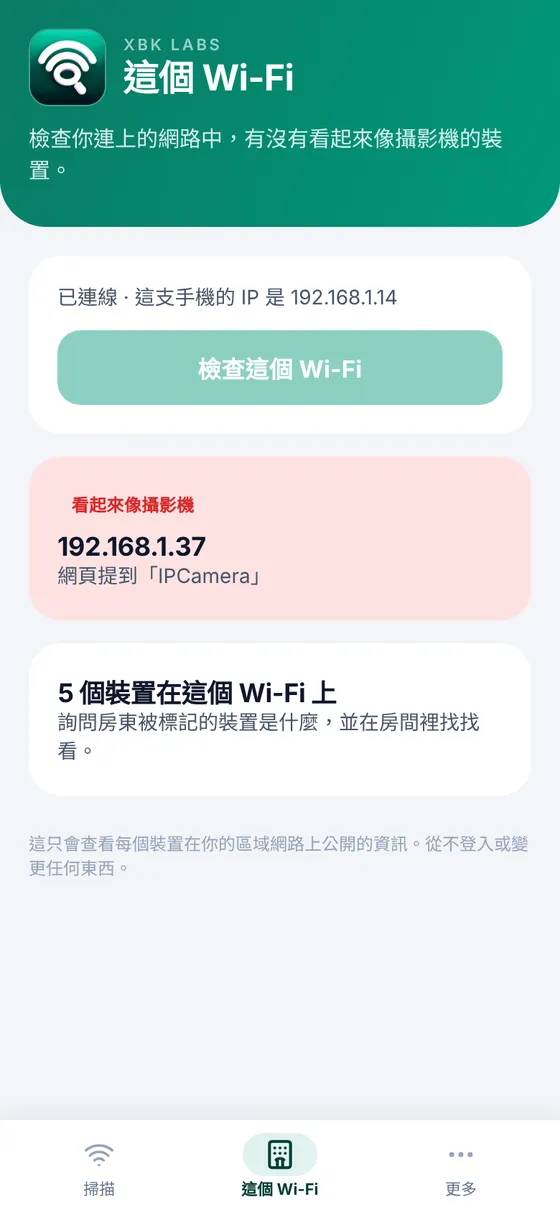 XBK LABS
這個 Wi-Fi
檢查你連上的網路中，有沒有看起來像攝影機的裝
置。
已連線 · 這支手機的 IP 是 192.168.1.14
檢查這個 Wi-Fi
看起來像攝影機
192.168.1.37
網頁提到「IPCamera」
5 個裝置在這個 Wi-Fi 上
詢問房東被標記的裝置是什麼，並在房間裡找找
看。
這只會查看每個裝置在你的區域網路上公開的資訊。從不登入或變
更任何東西。
掃描
這個 Wi-Fi
更多